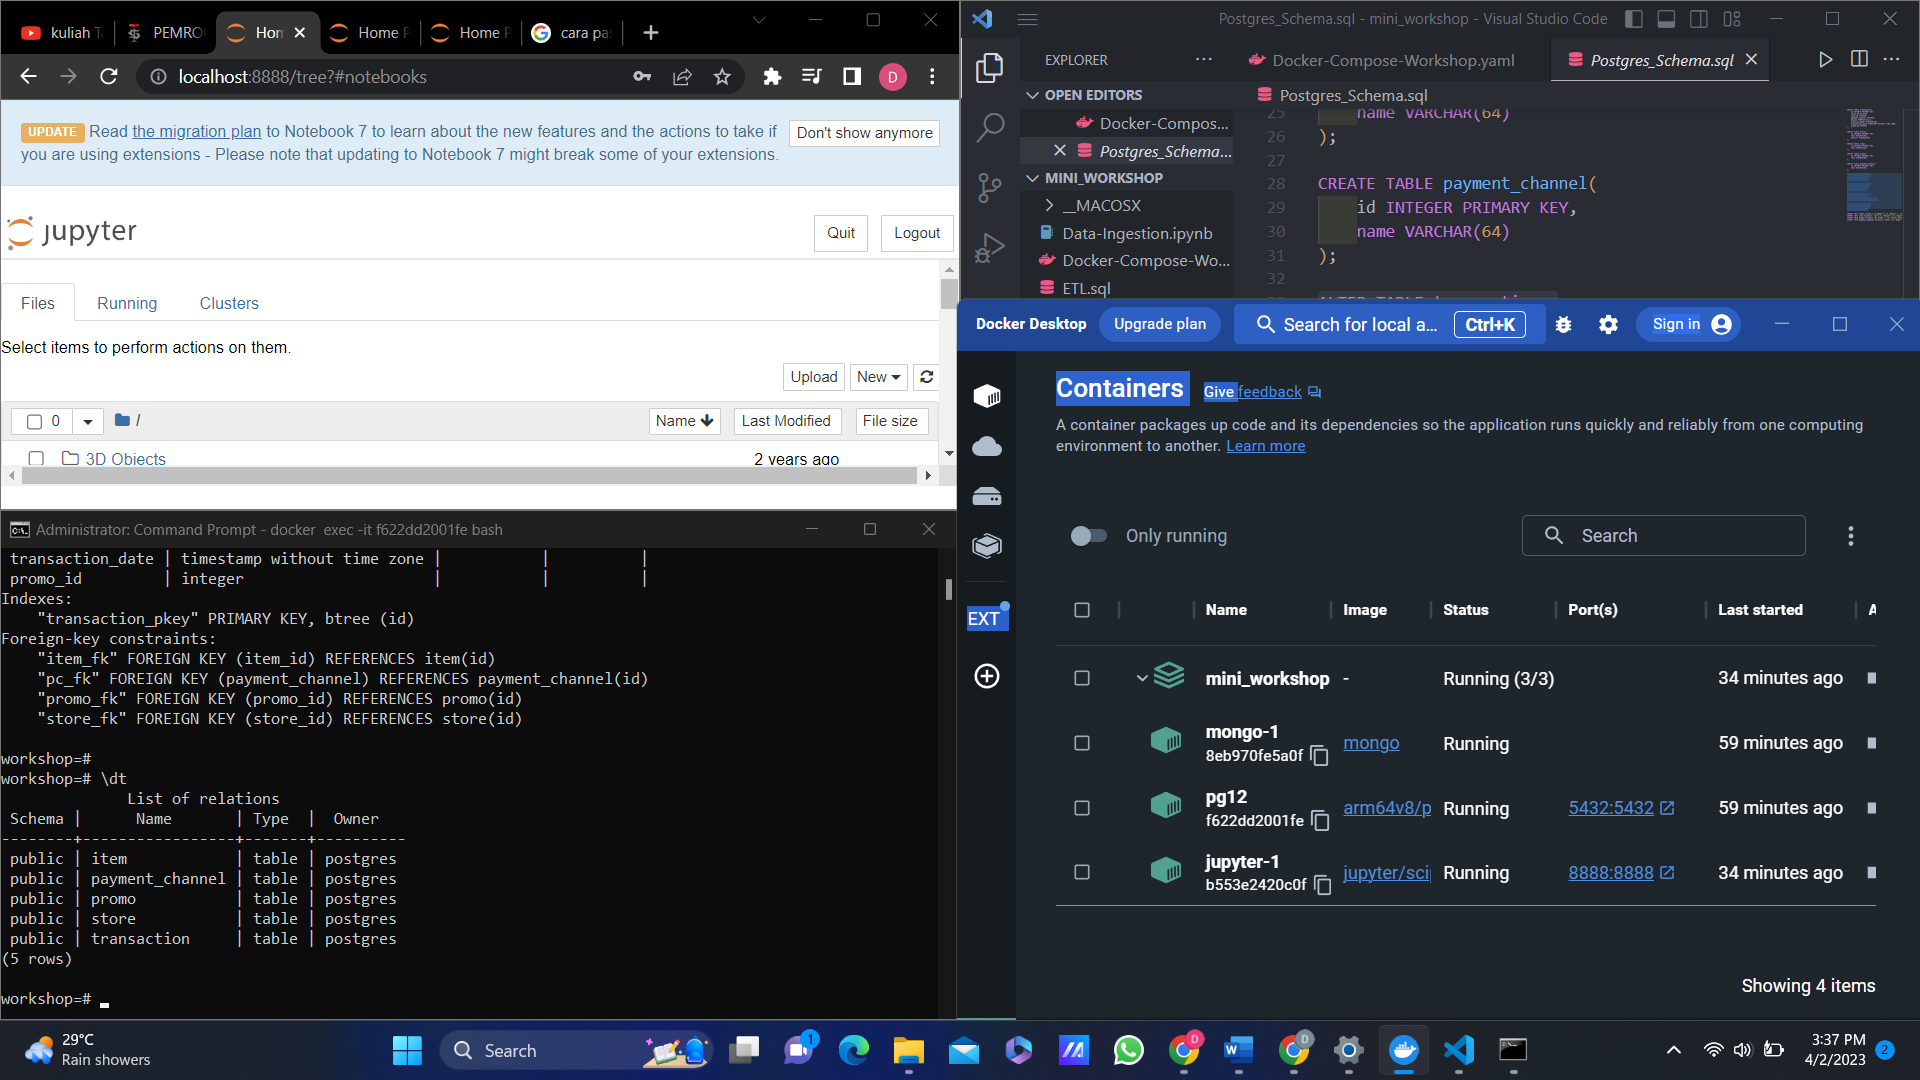 kuliah Ta
PEMRO
Hom
Home P
Home P
cara pas
localhost:8888/tree?#notebooks
D
UPDATE Read the migration plan to Notebook 7 to learn about the new features and the actions to take if
you are using extensions - Please note that updating to Notebook 7 might break some of your extensions.
Don't show anymore
jupyter
Quit
Logout
Files
Running
Clusters
Select items to perform actions on them.
Upload
New
0
/
Name
Last Modified
File size
3D Objects
2 years ago
Administrator: Command Prompt - docker exec -it f622dd2001fe bash
transaction_date | timestamp without time zone | | |
promo_id | integer | | |
Indexes:
"transaction_pkey" PRIMARY KEY, btree (id)
Foreign-key constraints:
"item_fk" FOREIGN KEY (item_id) REFERENCES item(id)
"pc_fk" FOREIGN KEY (payment_channel) REFERENCES payment_channel(id)
"promo_fk" FOREIGN KEY (promo_id) REFERENCES promo(id)
"store_fk" FOREIGN KEY (store_id) REFERENCES store(id)
workshop=#
workshop=# \dt
List of relations
Schema | Name | Type | Owner
--------+-----------------+-------+----------
public | item | table | postgres
public | payment_channel | table | postgres
public | promo | table | postgres
public | store | table | postgres
public | transaction | table | postgres
(5 rows)
workshop=#
Postgres_Schema.sql - mini_workshop - Visual Studio Code
EXPLORER
Docker-Compose-Workshop.yaml
Postgres_Schema.sql
OPEN EDITORS
Docker-Compos...
Postgres_Schema...
MINI_WORKSHOP
__MACOSX
Data-Ingestion.ipynb
Docker-Compose-Wo...
ETL.sql
Postgres_Schema.sql
25 name VARCHAR(64)
26 );
27
28 CREATE TABLE payment_channel(
29 id INTEGER PRIMARY KEY,
30 name VARCHAR(64)
31 );
32
Docker Desktop
Upgrade plan
Search for local a...
Ctrl+K
Sign in
Containers
Give feedback
A container packages up code and its dependencies so the application runs quickly and reliably from one computing
environment to another. Learn more
Only running
Search
EXT
Name
Image
Status
Port(s)
Last started
A
mini_workshop
-
Running (3/3)
34 minutes ago
mongo-1
8eb970fe5a0f
mongo
Running
59 minutes ago
pg12
f622dd2001fe
arm64v8/p
Running
5432:5432
59 minutes ago
jupyter-1
b553e2420c0f
jupyter/scip
Running
8888:8888
34 minutes ago
Showing 4 items
29°C
Rain showers
Search
1
3:37 PM
4/2/2023
2